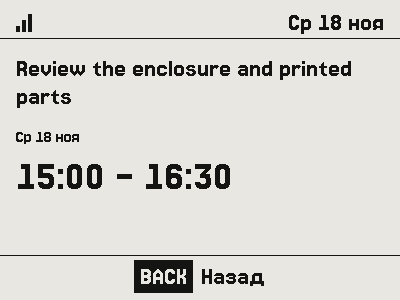 Ср 18 ноя
Review the enclosure and printed
parts
Ср 18 ноя
15:00 – 16:30
BACK Назад